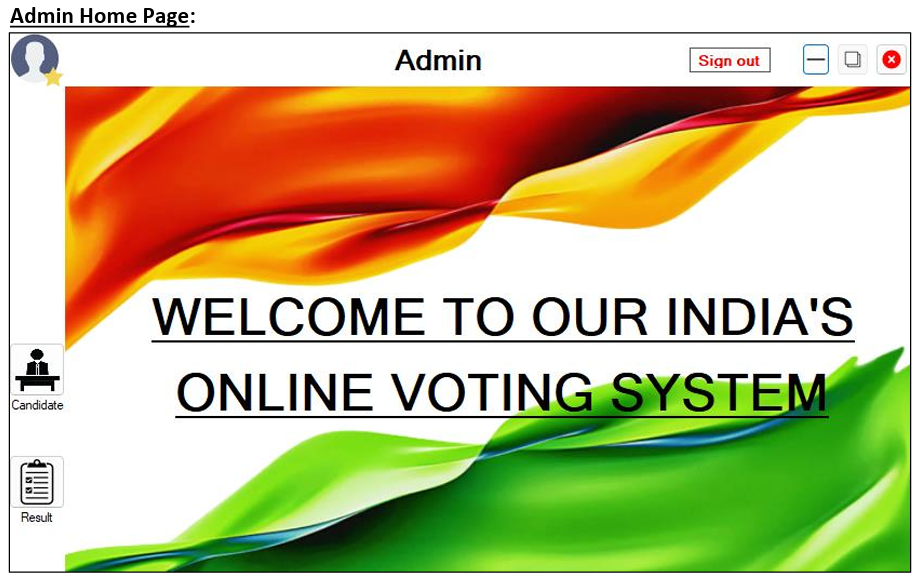 Admin Home Page:
Admin
Sign out
WELCOME TO OUR INDIA'S
ONLINE VOTING SYSTEM
Candidate
Result